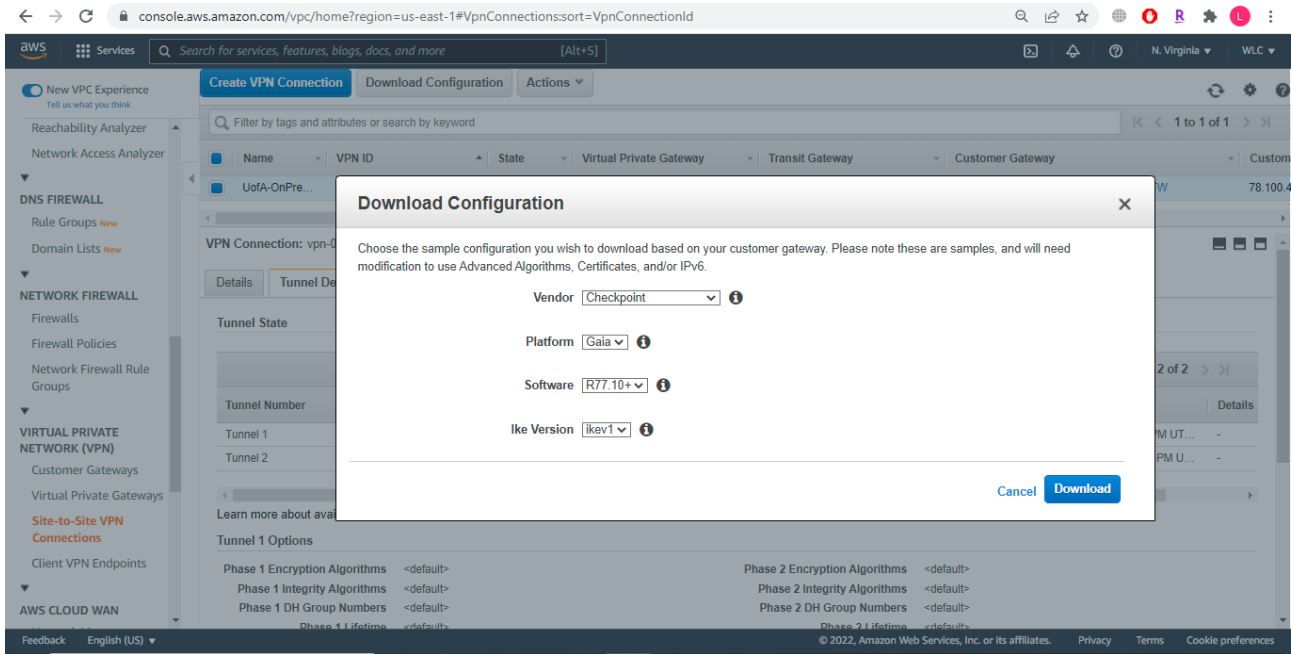 console.aws.amazon.com/vpc/home?region=us-east-1#VpnConnections:sort=VpnConnectionId
L
aws
Services
Search for services, features, blogs, docs, and more
[Alt+S]
N. Virginia
WLC
New VPC Experience
Tell us what you think
Reachability Analyzer
Network Access Analyzer
DNS FIREWALL
Rule Groups New
Domain Lists New
NETWORK FIREWALL
Firewalls
Firewall Policies
Network Firewall Rule
Groups
VIRTUAL PRIVATE
NETWORK (VPN)
Customer Gateways
Virtual Private Gateways
Site-to-Site VPN
Connections
Client VPN Endpoints
AWS CLOUD WAN
Create VPN Connection
Download Configuration
Actions
Filter by tags and attributes or search by keyword
1 to 1 of 1
Name
VPN ID
State
Virtual Private Gateway
Transit Gateway
Customer Gateway
Custom
UofA-OnPre...
78.100.4
VPN Connection: vpn-0
Details
Tunnel De
Tunnel State
2 of 2
Tunnel Number
Details
Tunnel 1
PM UT...
-
Tunnel 2
PM U...
-
Learn more about avai
Tunnel 1 Options
Phase 1 Encryption Algorithms <default>
Phase 2 Encryption Algorithms <default>
Phase 1 Integrity Algorithms <default>
Phase 2 Integrity Algorithms <default>
Phase 1 DH Group Numbers <default>
Phase 2 DH Group Numbers <default>
Phase 1 Lifetime <default>
Phase 2 Lifetime <default>
Download Configuration
Choose the sample configuration you wish to download based on your customer gateway. Please note these are samples, and will need
modification to use Advanced Algorithms, Certificates, and/or IPv6.
Vendor Checkpoint
Platform Gaia
Software R77.10+
Ike Version ikev1
Cancel
Download
Feedback
English (US)
© 2022, Amazon Web Services, Inc. or its affiliates.
Privacy
Terms
Cookie preferences